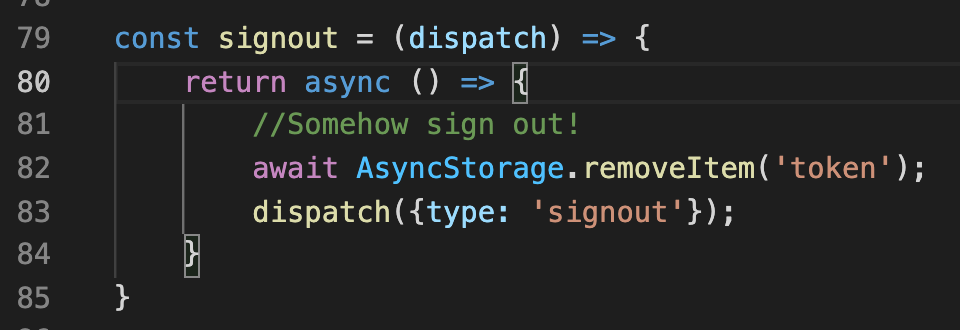 79 const signout = (dispatch) => {
80 return async () => {
81 //Somehow sign out!
82 await AsyncStorage.removeItem('token');
83 dispatch({type: 'signout'});
84 }
85 }